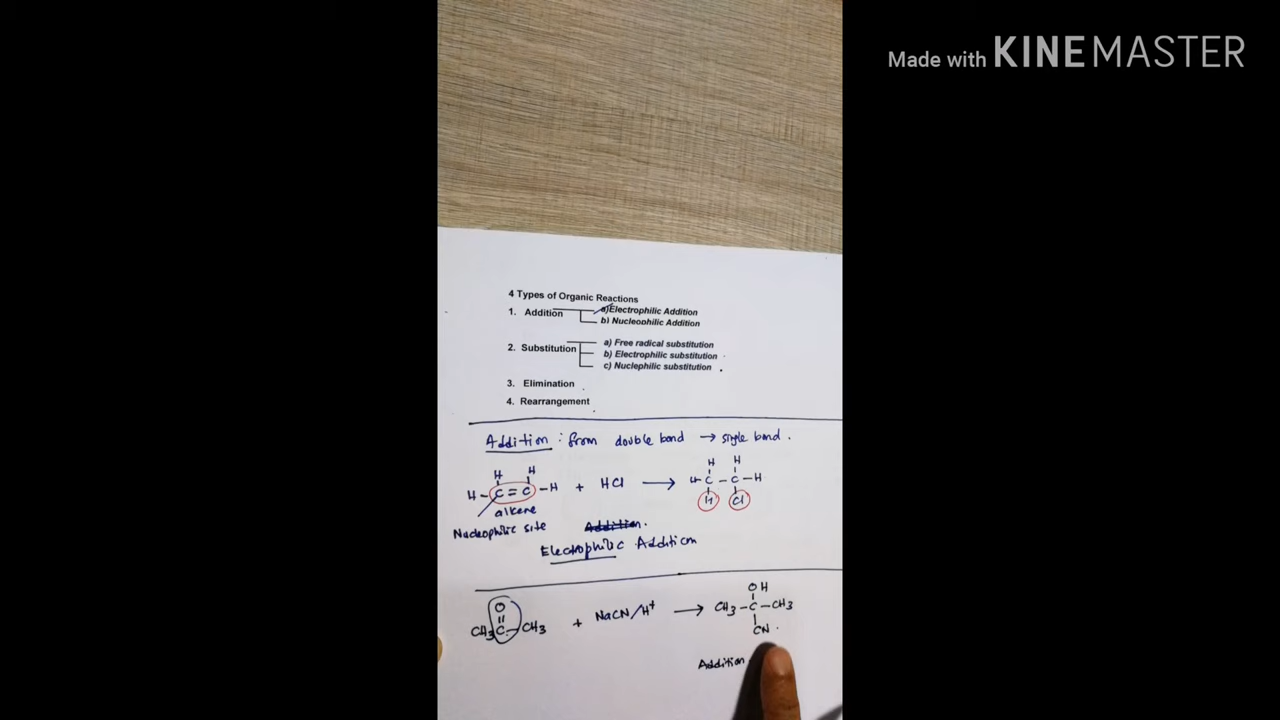 Made with KINEMASTER
4 Types of Organic Reactions
1. Addition
a) Electrophilic Addition
b) Nucleophilic Addition
2. Substitution
a) Free radical substitution
b) Electrophilic substitution
c) Nuclephilic substitution
3. Elimination
4. Rearrangement
Addition : from double bond → single bond.
H H H H
H - C = C - H + HCl → H - C - C - H
alkene H Cl
Nucleophilic site Addition.
Electrophilic Addition
O OH
CH3 C - CH3 + NaCN/H+ → CH3 - C - CH3
CN
Addition